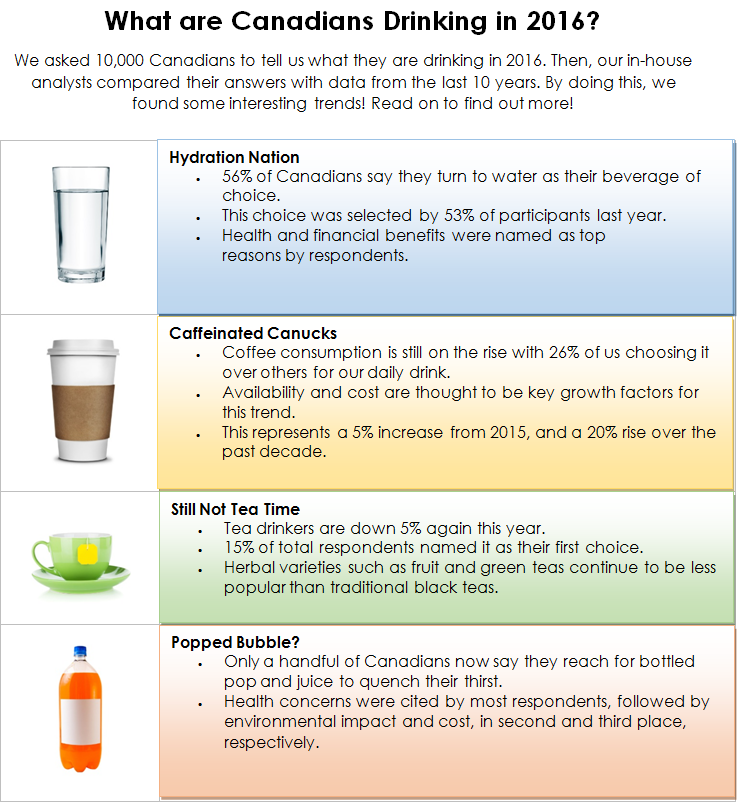 What are Canadians Drinking in 2016?
We asked 10,000 Canadians to tell us what they are drinking in 2016. Then, our in-house
analysts compared their answers with data from the last 10 years. By doing this, we
found some interesting trends! Read on to find out more!
Hydration Nation
• 56% of Canadians say they turn to water as their beverage of
choice.
• This choice was selected by 53% of participants last year.
• Health and financial benefits were named as top
reasons by respondents.
Caffeinated Canucks
• Coffee consumption is still on the rise with 26% of us choosing it
over others for our daily drink.
• Availability and cost are thought to be key growth factors for
this trend.
• This represents a 5% increase from 2015, and a 20% rise over the
past decade.
Still Not Tea Time
• Tea drinkers are down 5% again this year.
• 15% of total respondents named it as their first choice.
• Herbal varieties such as fruit and green teas continue to be less
popular than traditional black teas.
Popped Bubble?
• Only a handful of Canadians now say they reach for bottled
pop and juice to quench their thirst.
• Health concerns were cited by most respondents, followed by
environmental impact and cost, in second and third place,
respectively.